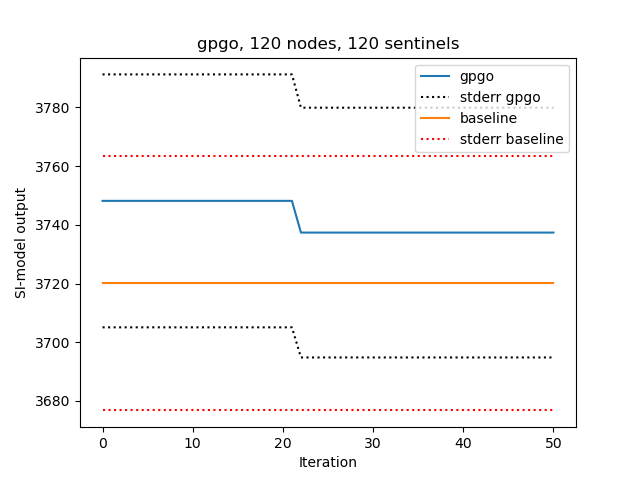 gpgo, 120 nodes, 120 sentinels
SI-model output
3780
3760
3740
3720
3700
3680
gpgo
stderr gpgo
baseline
stderr baseline
0 10 20 30 40 50
Iteration